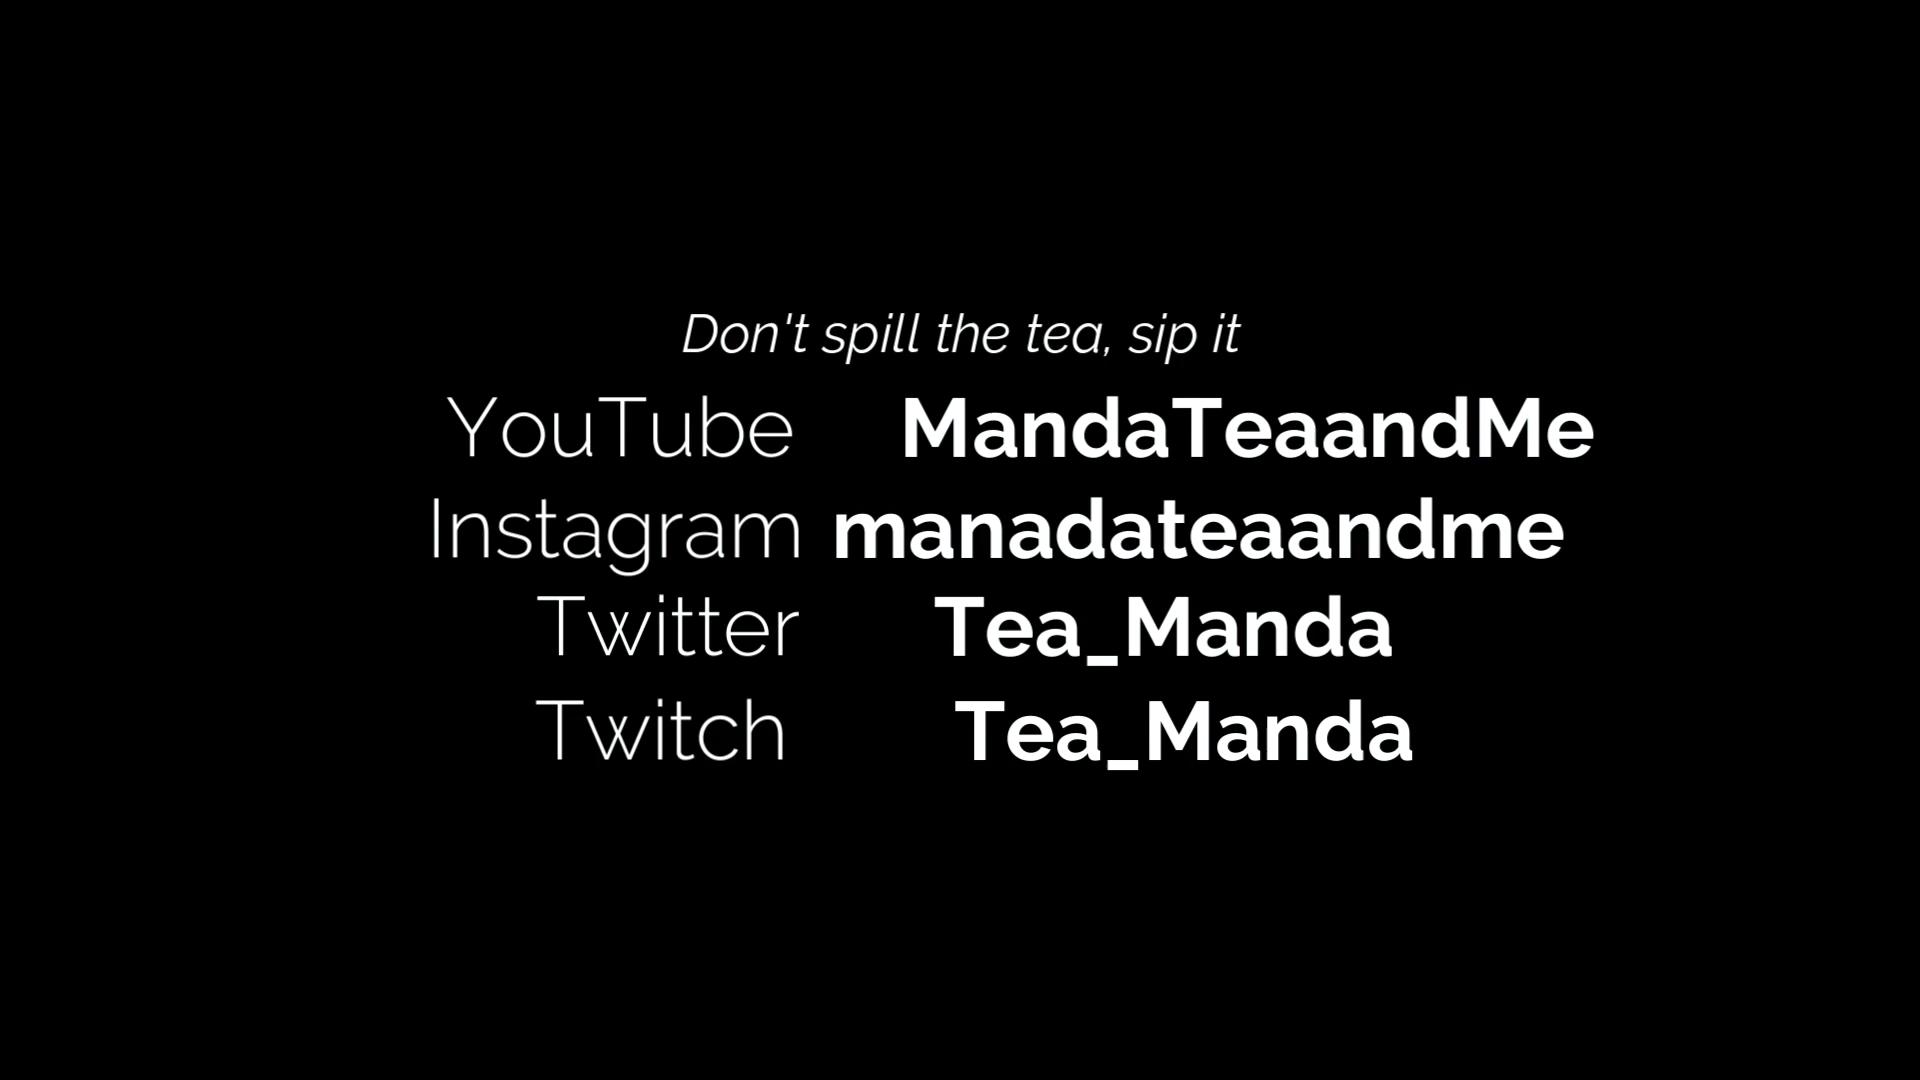 Don't spill the tea, sip it
YouTube MandaTeaandMe
Instagram manadateaandme
Twitter Tea_Manda
Twitch Tea_Manda